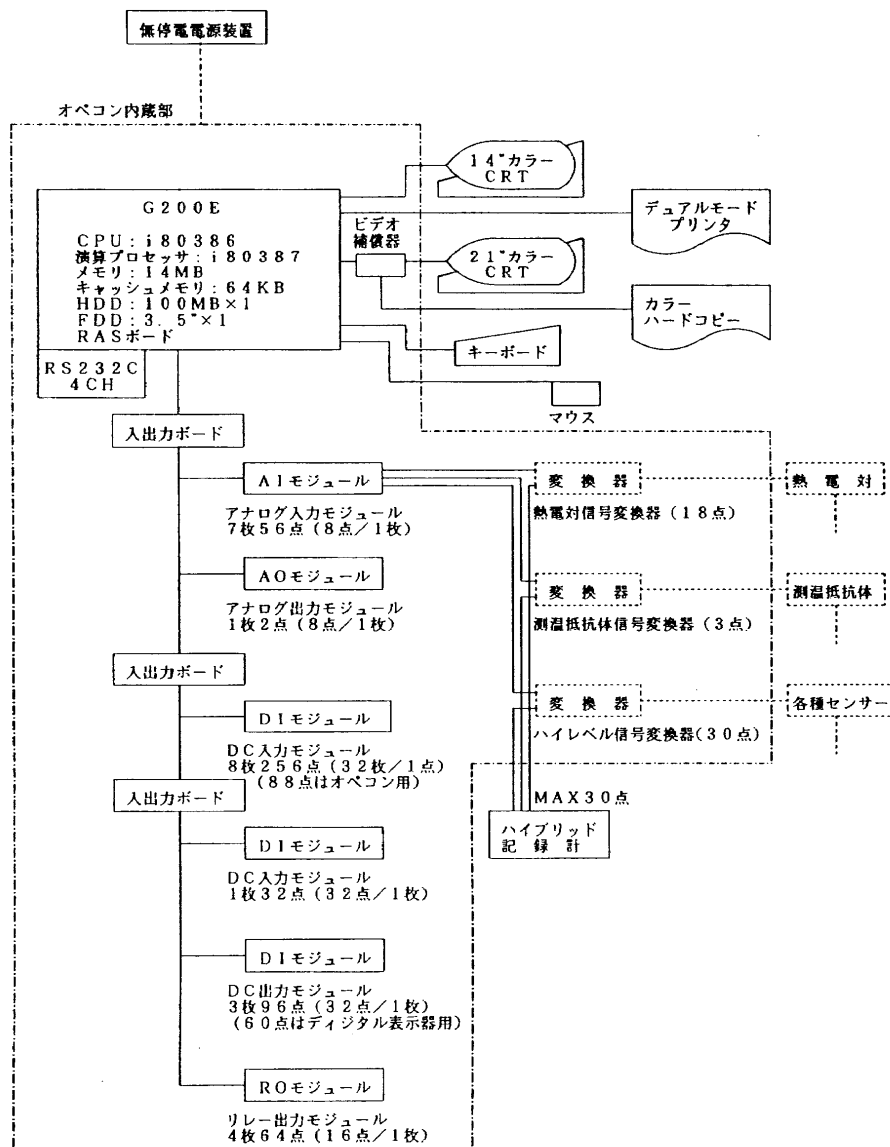 無停電電源装置
オペコン内蔵部
14"カラー
CRT
G200E
CPU:i80386
演算プロセッサ:i80387
メモリ:14MB
キャッシュメモリ:64KB
HDD:100MB×1
FDD:3.5"×1
RASボード
RS232C
4CH
ビデオ
補償器
デュアルモード
プリンタ
21"カラー
CRT
カラー
ハードコピー
キーボード
マウス
入出力ボード
AIモジュール
アナログ入力モジュール
7枚56点(8点/1枚)
変換器
熱電対信号変換器(18点)
熱電対
AOモジュール
アナログ出力モジュール
1枚2点(8点/1枚)
変換器
測温抵抗体信号変換器(3点)
測温抵抗体
入出力ボード
DIモジュール
DC入力モジュール
8枚256点(32枚/1点)
(88点はオペコン用)
変換器
ハイレベル信号変換器(30点)
各種センサー
入出力ボード
MAX30点
ハイブリッド
記録計
DIモジュール
DC入力モジュール
1枚32点(32点/1枚)
DIモジュール
DC出力モジュール
3枚96点(32点/1枚)
(60点はディジタル表示器用)
ROモジュール
リレー出力モジュール
4枚64点(16点/1枚)